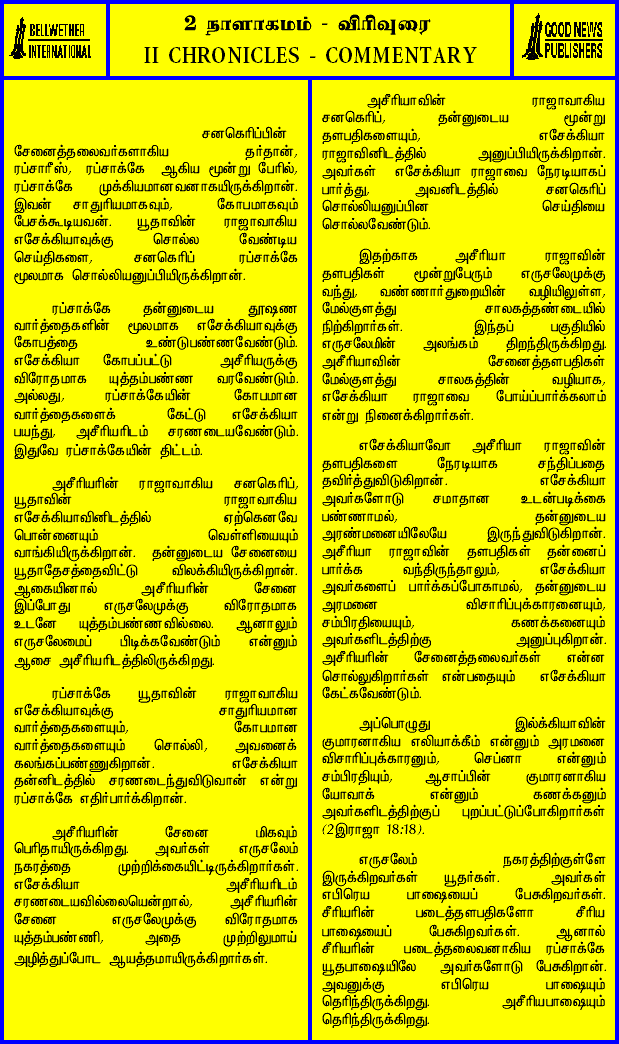 BELLWETHER
INTERNATIONAL
2 நாளாகமம் - விரிவுரை
II CHRONICLES - COMMENTARY
GOOD NEWS
PUBLISHERS
சனகெரிப்பின்
சேனைத்தலைவர்களாகிய தர்தான்,
ரப்சாரீஸ், ரப்சாக்கே ஆகிய மூன்று பேரில்,
ரப்சாக்கே முக்கியமானவனாகயிருக்கிறான்.
இவன் சாதுரியமாகவும், கோபமாகவும்
பேசக்கூடியவன். யூதாவின் ராஜாவாகிய
எசேக்கியாவுக்கு சொல்ல வேண்டிய
செய்திகளை, சனகெரிப் ரப்சாக்கே
மூலமாக சொல்லியனுப்பியிருக்கிறான்.
ரப்சாக்கே தன்னுடைய தூஷண
வார்த்தைகளின் மூலமாக எசேக்கியாவுக்கு
கோபத்தை உண்டுபண்ணவேண்டும்.
எசேக்கியா கோபப்பட்டு அசீரியருக்கு
விரோதமாக யுத்தம்பண்ண வரவேண்டும்.
அல்லது, ரப்சாக்கேயின் கோபமான
வார்த்தைகளைக் கேட்டு எசேக்கியா
பயந்து, அசீரியரிடம் சரணடையவேண்டும்.
இதுவே ரப்சாக்கேயின் திட்டம்.
அசீரியரின் ராஜாவாகிய சனகெரிப்,
யூதாவின் ராஜாவாகிய
எசேக்கியாவினிடத்தில் ஏற்கெனவே
பொன்னையும் வெள்ளியையும்
வாங்கியிருக்கிறான். தன்னுடைய சேனையை
யூதாதேசத்தைவிட்டு விலக்கியிருக்கிறான்.
ஆகையினால் அசீரியரின் சேனை
இப்போது எருசலேமுக்கு விரோதமாக
உடனே யுத்தம்பண்ணவில்லை. ஆனாலும்
எருசலேமைப் பிடிக்கவேண்டும் என்னும்
ஆசை அசீரியரிடத்திலிருக்கிறது.
ரப்சாக்கே யூதாவின் ராஜாவாகிய
எசேக்கியாவுக்கு சாதுரியமான
வார்த்தைகளையும், கோபமான
வார்த்தைகளையும் சொல்லி, அவனைக்
கலங்கப்பண்ணுகிறான். எசேக்கியா
தன்னிடத்தில் சரணடைந்துவிடுவான் என்று
ரப்சாக்கே எதிர்பார்க்கிறான்.
அசீரியரின் சேனை மிகவும்
பெரிதாயிருக்கிறது. அவர்கள் எருசலேம்
நகரத்தை முற்றிக்கையிட்டிருக்கிறார்கள்.
எசேக்கியா அசீரியரிடம்
சரணடையவில்லையென்றால், அசீரியரின்
சேனை எருசலேமுக்கு விரோதமாக
யுத்தம்பண்ணி, அதை முற்றிலுமாய்
அழித்துப்போட ஆயத்தமாயிருக்கிறார்கள்.
அசீரியாவின் ராஜாவாகிய
சனகெரிப், தன்னுடைய மூன்று
தளபதிகளையும், எசேக்கியா
ராஜாவினிடத்தில் அனுப்பியிருக்கிறான்.
அவர்கள் எசேக்கியா ராஜாவை நேரடியாகப்
பார்த்து, அவனிடத்தில் சனகெரிப்
சொல்லியனுப்பின செய்தியை
சொல்லவேண்டும்.
இதற்காக அசீரியா ராஜாவின்
தளபதிகள் மூன்றுபேரும் எருசலேமுக்கு
வந்து, வண்ணார்துறையின் வழியிலுள்ள,
மேல்குளத்து சாலகத்தண்டையில்
நிற்கிறார்கள். இந்தப் பகுதியில்
எருசலேமின் அலங்கம் திறந்திருக்கிறது.
அசீரியாவின் சேனைத்தளபதிகள்
மேல்குளத்து சாலகத்தின் வழியாக,
எசேக்கியா ராஜாவை போய்ப்பார்க்கலாம்
என்று நினைக்கிறார்கள்.
எசேக்கியாவோ அசீரியா ராஜாவின்
தளபதிகளை நேரடியாக சந்திப்பதை
தவிர்த்துவிடுகிறான். எசேக்கியா
அவர்களோடு சமாதான உடன்படிக்கை
பண்ணாமல், தன்னுடைய
அரண்மனையிலேயே இருந்துவிடுகிறான்.
அசீரியா ராஜாவின் தளபதிகள் தன்னைப்
பார்க்க வந்திருந்தாலும், எசேக்கியா
அவர்களைப் பார்க்கப்போகாமல், தன்னுடைய
அரமனை விசாரிப்புக்காரனையும்,
சம்பிரதியையும், கணக்கனையும்
அவர்களிடத்திற்கு அனுப்புகிறான்.
அசீரியரின் சேனைத்தலைவர்கள் என்ன
சொல்லுகிறார்கள் என்பதையும் எசேக்கியா
கேட்கவேண்டும்.
அப்பொழுது இல்க்கியாவின்
குமாரனாகிய எலியாக்கீம் என்னும் அரமனை
விசாரிப்புக்காரனும், செப்னா என்னும்
சம்பிரதியும், ஆசாப்பின் குமாரனாகிய
யோவாக் என்னும் கணக்கனும்
அவர்களிடத்திற்குப் புறப்பட்டுப்போகிறார்கள்
(2இராஜா 18:18).
எருசலேம் நகரத்திற்குள்ளே
இருக்கிறவர்கள் யூதர்கள். அவர்கள்
எபிரெய பாஷையைப் பேசுகிறவர்கள்.
சீரியரின் படைத்தளபதிகளோ சீரிய
பாஷையைப் பேசுகிறவர்கள். ஆனால்
சீரியரின் படைத்தலைவனாகிய ரப்சாக்கே
யூதபாஷையிலே அவர்களோடு பேசுகிறான்.
அவனுக்கு எபிரெய பாஷையும்
தெரிந்திருக்கிறது. அசீரியபாஷையும்
தெரிந்திருக்கிறது.